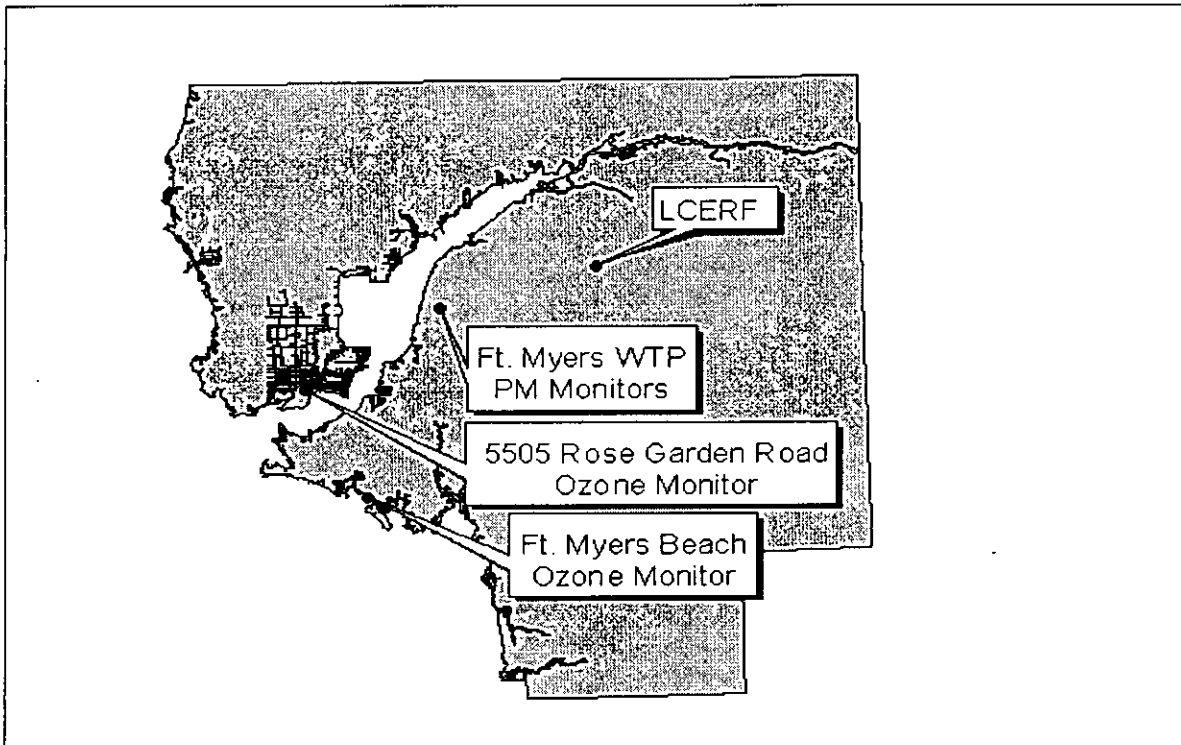 LCERF
Ft. Myers WTP
PM Monitors
5505 Rose Garden Road
Ozone Monitor
Ft. Myers Beach
Ozone Monitor